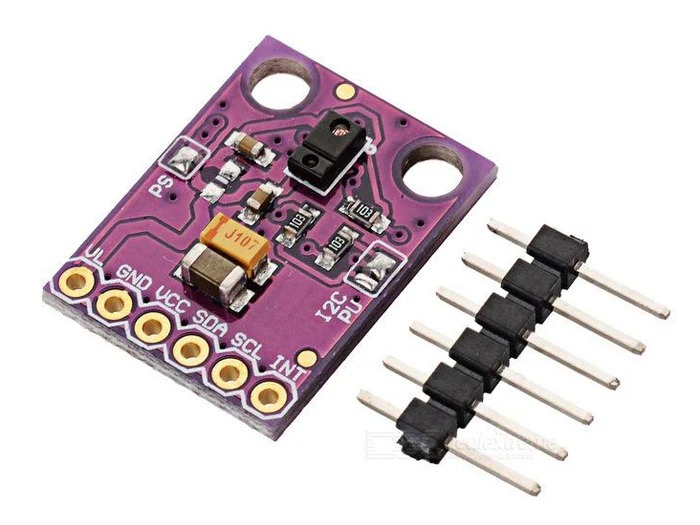 PS
J107
103
103
103
I2C
PU
VL GND VCC SDA SCL INT